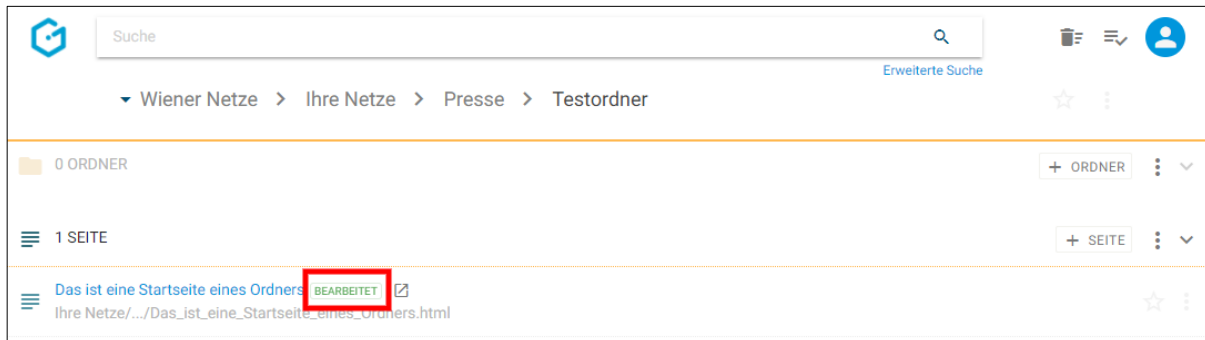 Suche
Erweiterte Suche
Wiener Netze > Ihre Netze > Presse > Testordner
0 ORDNER + ORDNER
1 SEITE + SEITE
Das ist eine Startseite eines Ordners BEARBEITET
Ihre Netze/.../Das_ist_eine_Startseite_eines_Ordners.html